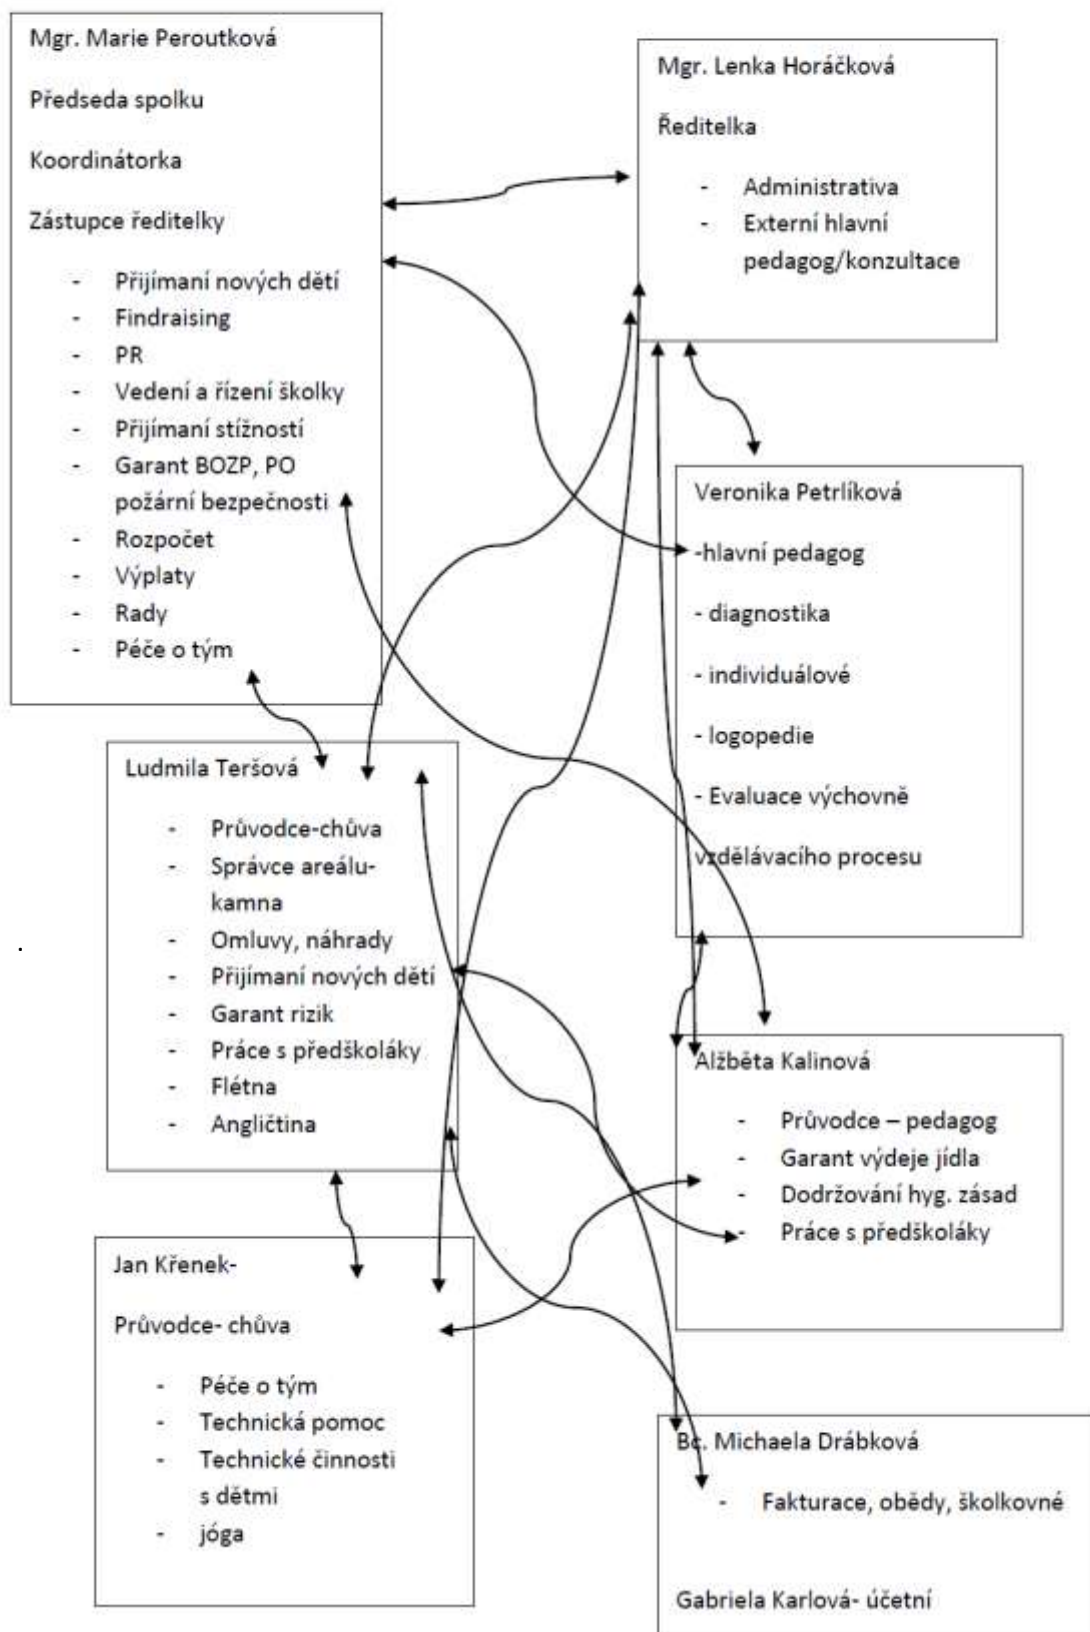 Mgr. Marie Peroutková
Předseda spolku
Koordinátorka
Zástupce ředitelky
- Přijímaní nových dětí
- Findraising
- PR
- Vedení a řízení školky
- Přijímaní stížností
- Garant BOZP, PO
požární bezpečnosti
- Rozpočet
- Výplaty
- Rady
- Péče o tým
Mgr. Lenka Horáčková
Ředitelka
- Administrativa
- Externí hlavní
pedagog/konzultace
Veronika Petrlíková
-hlavní pedagog
- diagnostika
- individuálové
- logopedie
- Evaluace výchovně
vzdělávacího procesu
Ludmila Teršová
- Průvodce-chůva
- Správce areálu-
kamna
- Omluvy, náhrady
- Přijímaní nových dětí
- Garant rizik
- Práce s předškoláky
- Flétna
- Angličtina
.
Alžběta Kalinová
- Průvodce – pedagog
- Garant výdeje jídla
- Dodržování hyg. zásad
- Práce s předškoláky
Jan Křenek-
Průvodce- chůva
- Péče o tým
- Technická pomoc
- Technické činnosti
s dětmi
- jóga
Bc. Michaela Drábková
- Fakturace, obědy, školkovné
Gabriela Karlová- účetní